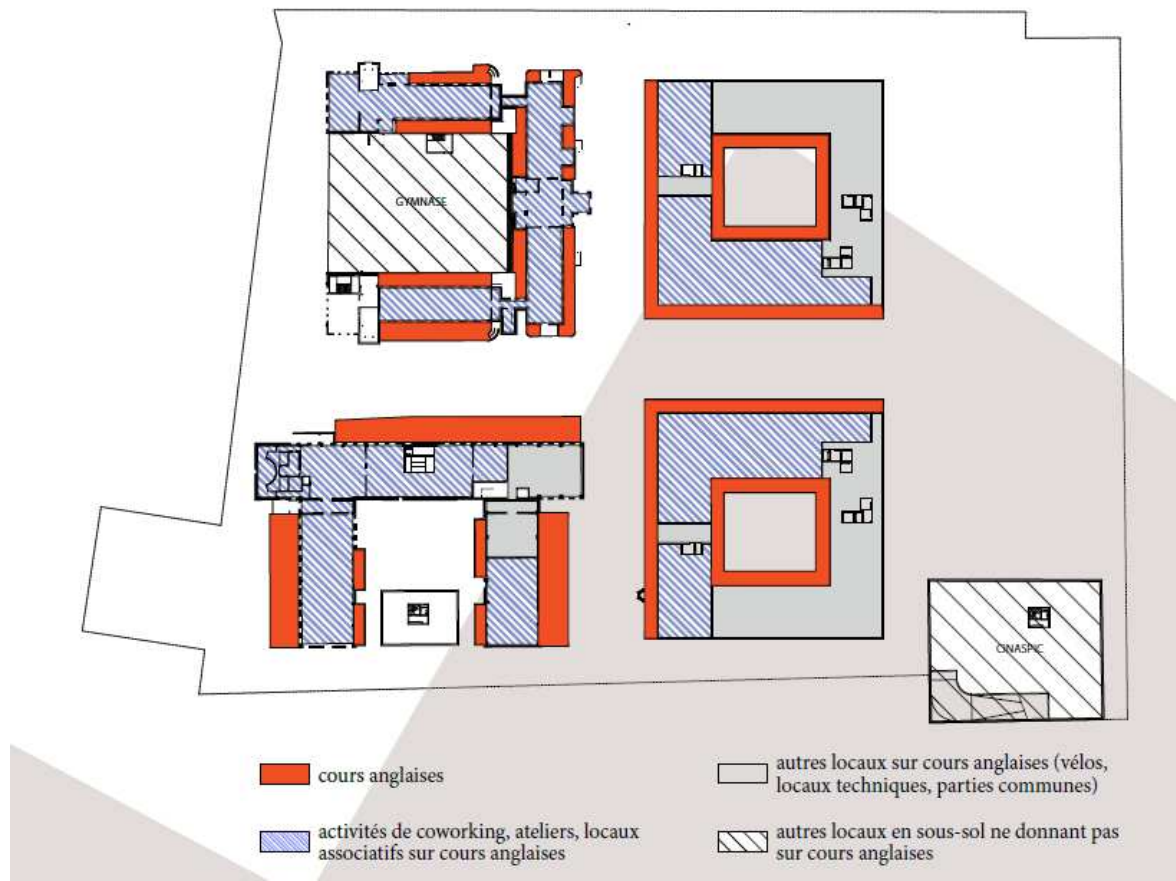 GYMNASE
CINASPIC
cours anglaises
activités de coworking, ateliers, locaux
associatifs sur cours anglaises
autres locaux sur cours anglaises (vélos,
locaux techniques, parties communes)
autres locaux en sous-sol ne donnant pas
sur cours anglaises